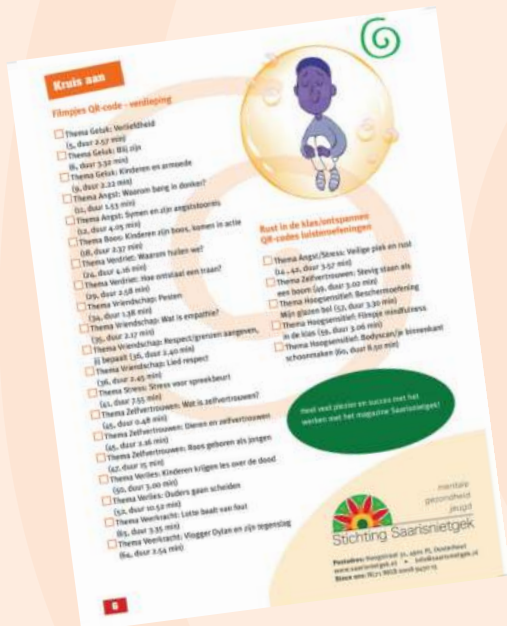 Kruis aan
Filmpjes QR-code - verdieping
Thema Geluk: Verliefdheid
(5, duur 2.57 min)
Thema Geluk: Blij zijn
(6, duur 3.32 min)
Thema Geluk: Kinderen en armoede
(9, duur 2.22 min)
Thema Angst: Waarom bang in donker?
(11, duur 1.53 min)
Thema Angst: Symen en zijn angststoornis
(12, duur 4.05 min)
Thema Boos: Kinderen zijn boos, komen in actie
(18, duur 2.37 min)
Thema Verdriet: Waarom huilen we?
(24, duur 4.16 min)
Thema Verdriet: Hoe ontstaat een traan?
(29, duur 2.58 min)
Thema Vriendschap: Pesten
(34, duur 1.38 min)
Thema Vriendschap: Wat is empathie?
(35, duur 2.17 min)
Thema Vriendschap: Respect/grenzen aangeven,
jij bepaalt (36, duur 2.40 min)
Thema Vriendschap: Lied respect
(36, duur 2.45 min)
Thema Stress: Stress voor spreekbeurt
(41, duur 7.55 min)
Thema Zelfvertrouwen: Wat is zelfvertrouwen?
(45, duur 0.48 min)
Thema Zelfvertrouwen: Dieren en zelfvertrouwen
(45, duur 2.26 min)
Thema Zelfvertrouwen: Roos geboren als jongen
(47, duur 15 min)
Thema Verlies: Kinderen krijgen les over de dood
(50, duur 3.00 min)
Thema Verlies: Ouders gaan scheiden
(52, duur 10.52 min)
Thema Veerkracht: Lotte baalt van fout
(63, duur 3.35 min)
Thema Veerkracht: Vlogger Dylan en zijn tegenslag
(64, duur 2.54 min)
Rust in de klas/ontspannen
QR-codes luisteroefeningen
Thema Angst/Stress: Veilige plek en rust
(14, 42, duur 3.57 min)
Thema Zelfvertrouwen: Stevig staan als
een boom (49, duur 3.00 min)
Thema Hoogsensitief: Beschermoefening
Mijn glazen bol (57, duur 3.30 min)
Thema Hoogsensitief: Filmpje mindfulness
in de klas (59, duur 3.06 min)
Thema Hoogsensitief: Bodyscan/je binnenkant
schoonmaken (60, duur 8.50 min)
Heel veel plezier en succes met het
werken met het magazine Saarisnietgek!
mentale
gezondheid
jeugd
Stichting Saarisnietgek
Postadres: Hoogstraat 31, 4901 PL Oosterhout
www.saarisnietgek.nl • info@saarisnietgek.nl
6